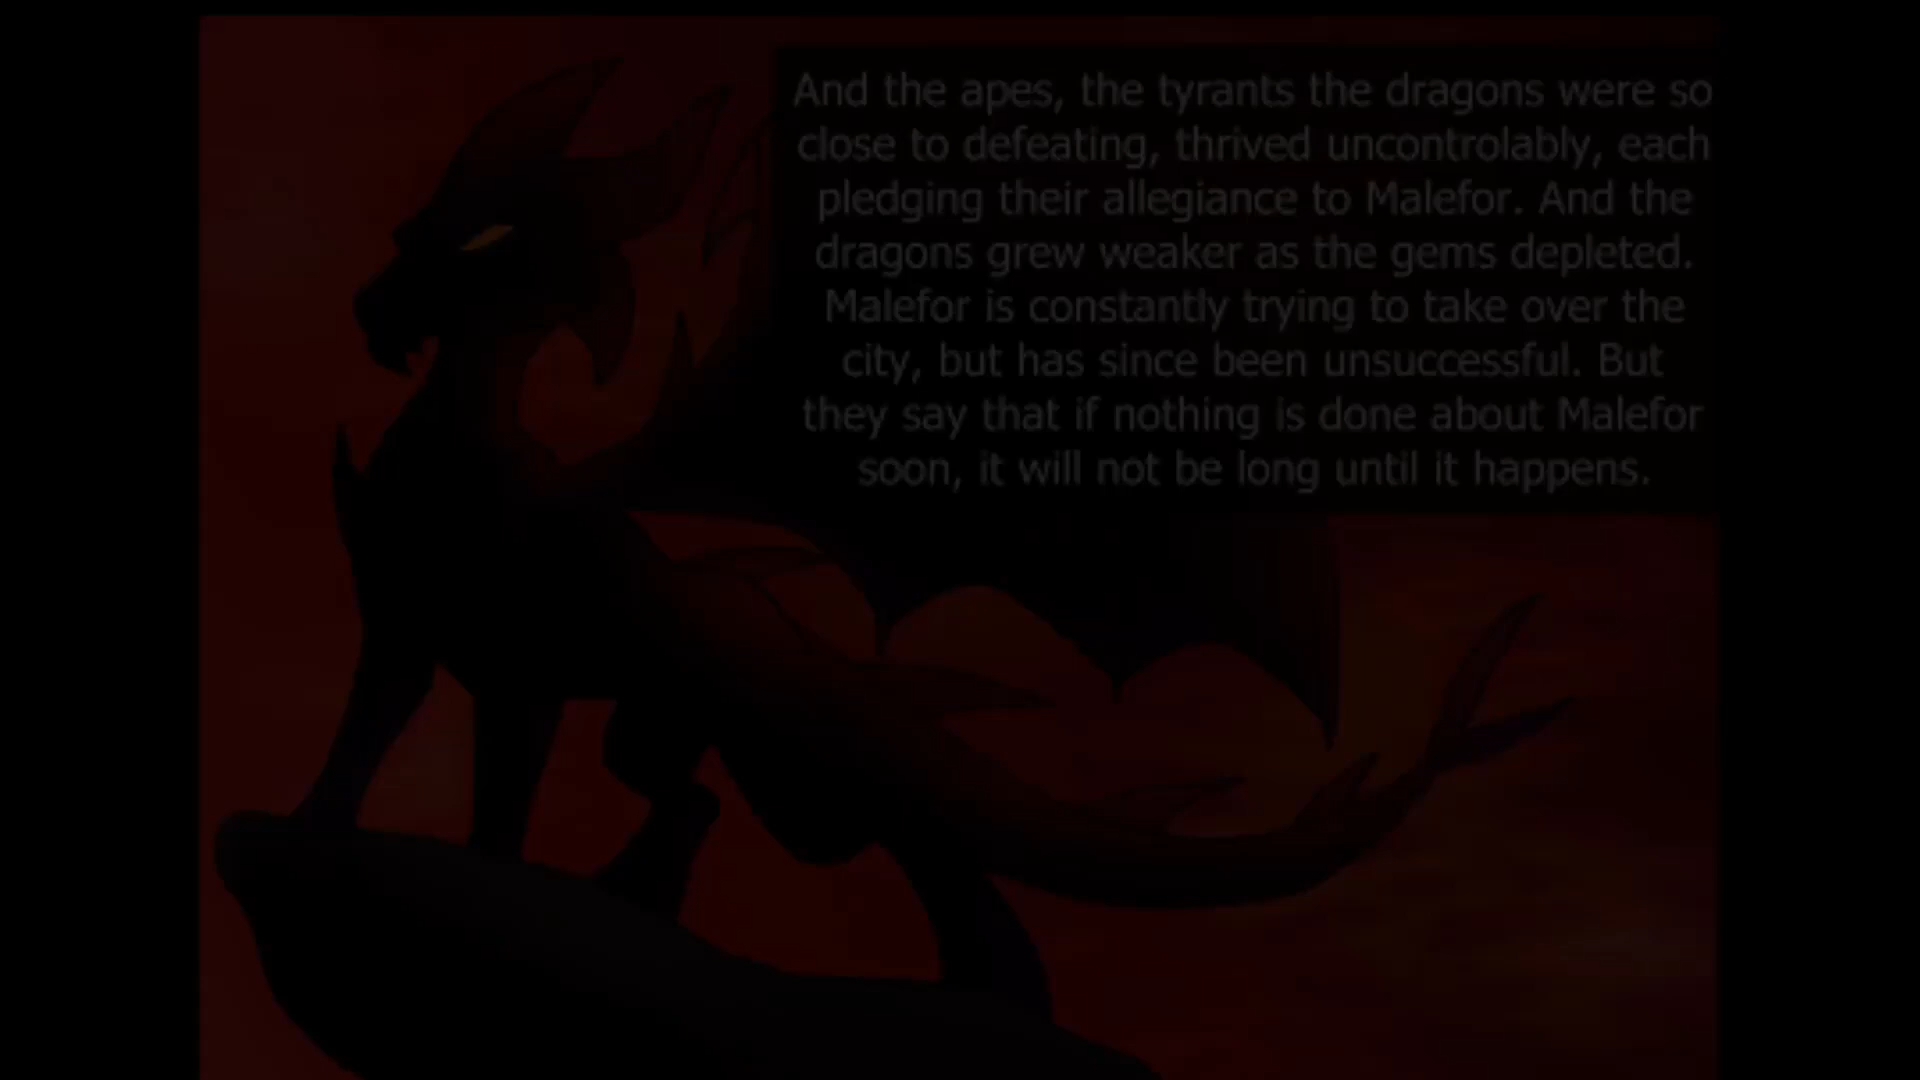 And the apes, the tyrants the dragons were so
close to defeating, thrived uncontrolably, each
pledging their allegiance to Malefor. And the
dragons grew weaker as the gems depleted.
Malefor is constantly trying to take over the
city, but has since been unsuccessful. But
they say that if nothing is done about Malefor
soon, it will not be long until it happens.